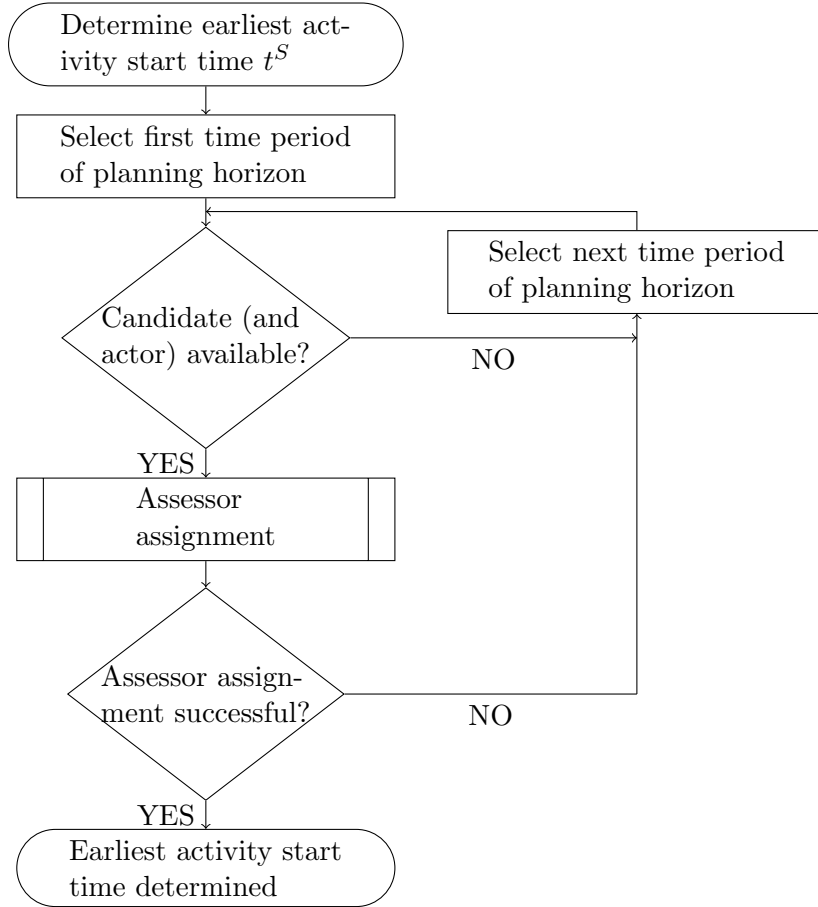 Determine earliest act-
ivity start time t^S
Select first time period
of planning horizon
Select next time period
of planning horizon
Candidate (and
actor) available?
NO
YES
Assessor
assignment
Assessor assign-
ment successful?
NO
YES
Earliest activity start
time determined